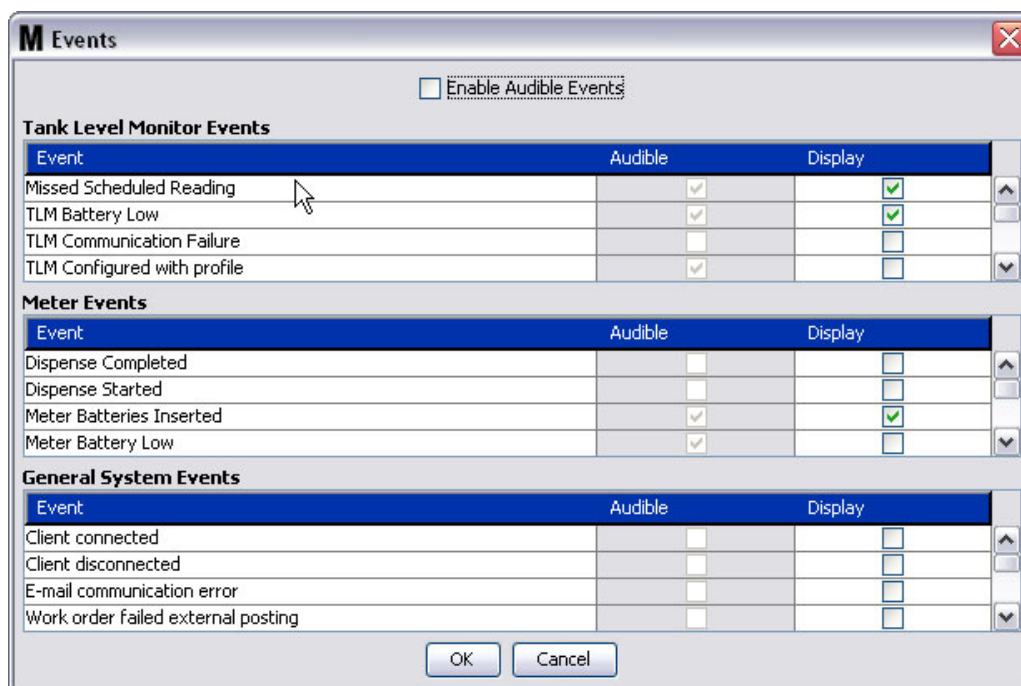 M Events
Enable Audible Events
Tank Level Monitor Events
Event Audible Display
Missed Scheduled Reading
TLM Battery Low
TLM Communication Failure
TLM Configured with profile
Meter Events
Event Audible Display
Dispense Completed
Dispense Started
Meter Batteries Inserted
Meter Battery Low
General System Events
Event Audible Display
Client connected
Client disconnected
E-mail communication error
Work order failed external posting
OK Cancel